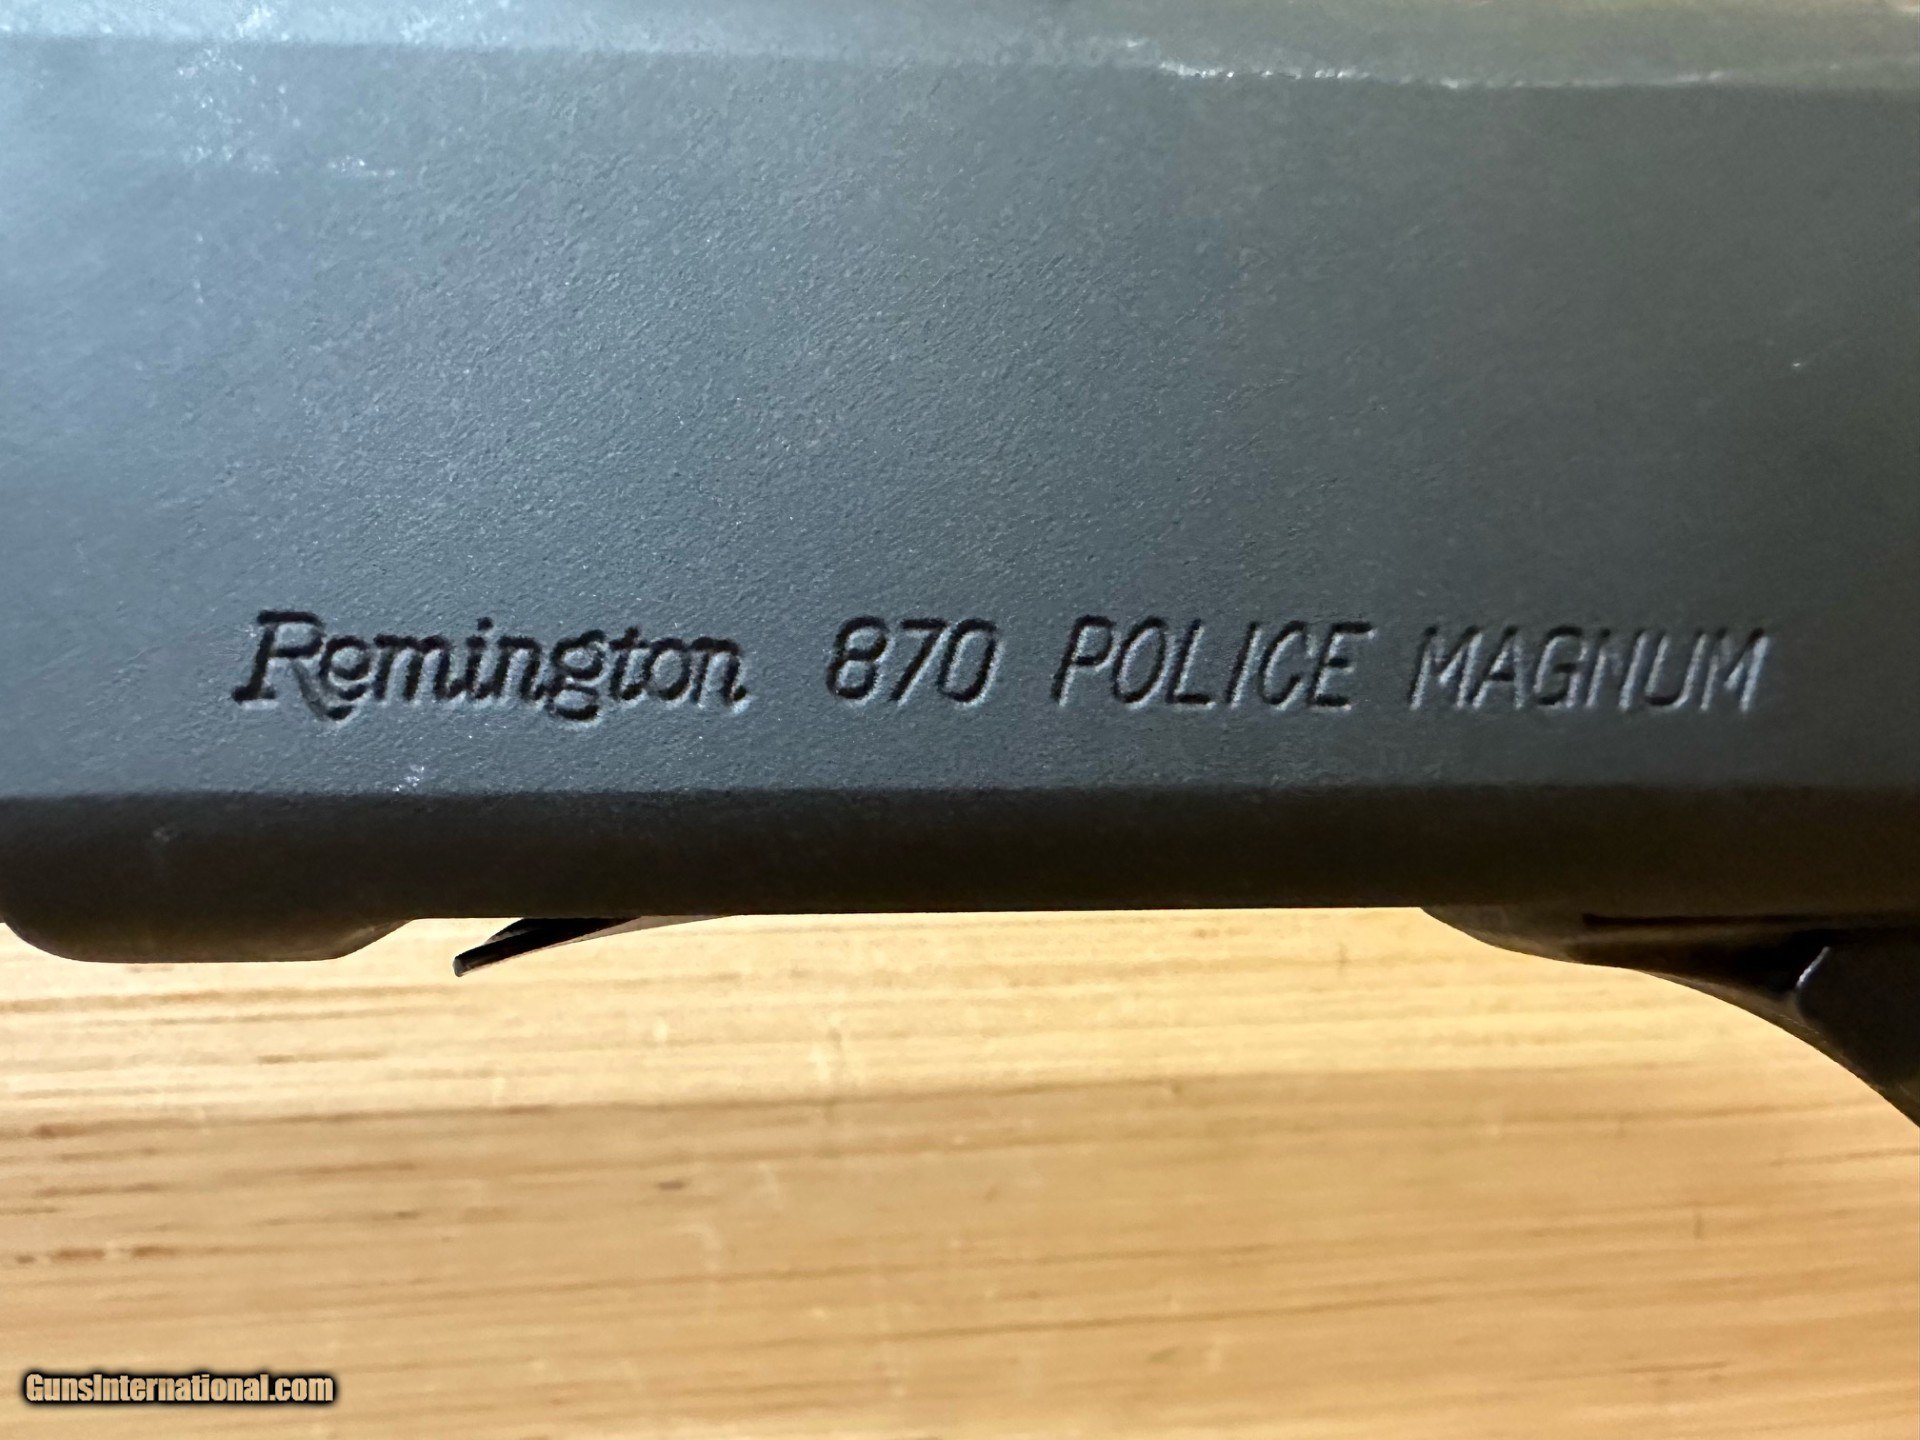 Remington 870 POLICE MAGNUM
GunsInternational.com